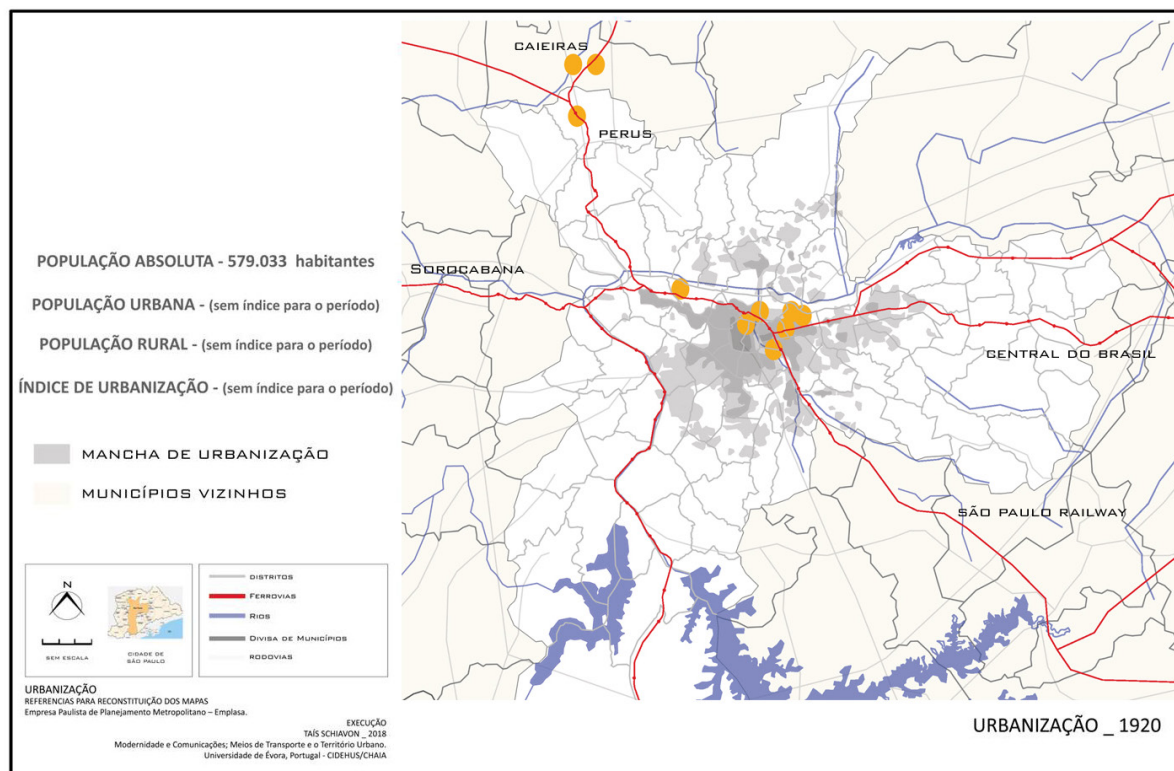 CAIEIRAS
PERUS
SOROCABANA
CENTRAL DO BRASIL
SÃO PAULO RAILWAY
POPULAÇÃO ABSOLUTA - 579.033 habitantes
POPULAÇÃO URBANA - (sem índice para o período)
POPULAÇÃO RURAL - (sem índice para o período)
ÍNDICE DE URBANIZAÇÃO - (sem índice para o período)
MANCHA DE URBANIZAÇÃO
MUNICÍPIOS VIZINHOS
N
SEM ESCALA
CIDADE DE
SÃO PAULO
DISTRITOS
FERROVIAS
RIOS
DIVISA DE MUNICÍPIOS
RODOVIAS
URBANIZAÇÃO
REFERENCIAS PARA RECONSTITUIÇÃO DOS MAPAS
Empresa Paulista de Planejamento Metropolitano – Emplasa.
EXECUÇÃO
TAÍS SCHIAVON _ 2018
Modernidade e Comunicações; Meios de Transporte e o Território Urbano.
Universidade de Évora, Portugal - CIDEHUS/CHAIA
URBANIZAÇÃO _ 1920